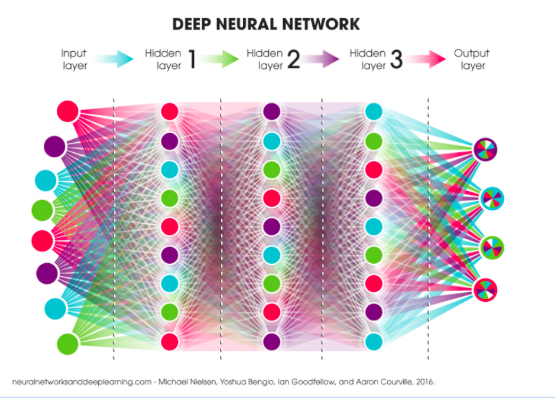 DEEP NEURAL NETWORK
Input layer
Hidden layer 1
Hidden layer 2
Hidden layer 3
Output layer
neuralnetworksanddeeplearning.com - Michael Nielsen, Yoshua Bengio, Ian Goodfellow, and Aaron Courville, 2016.